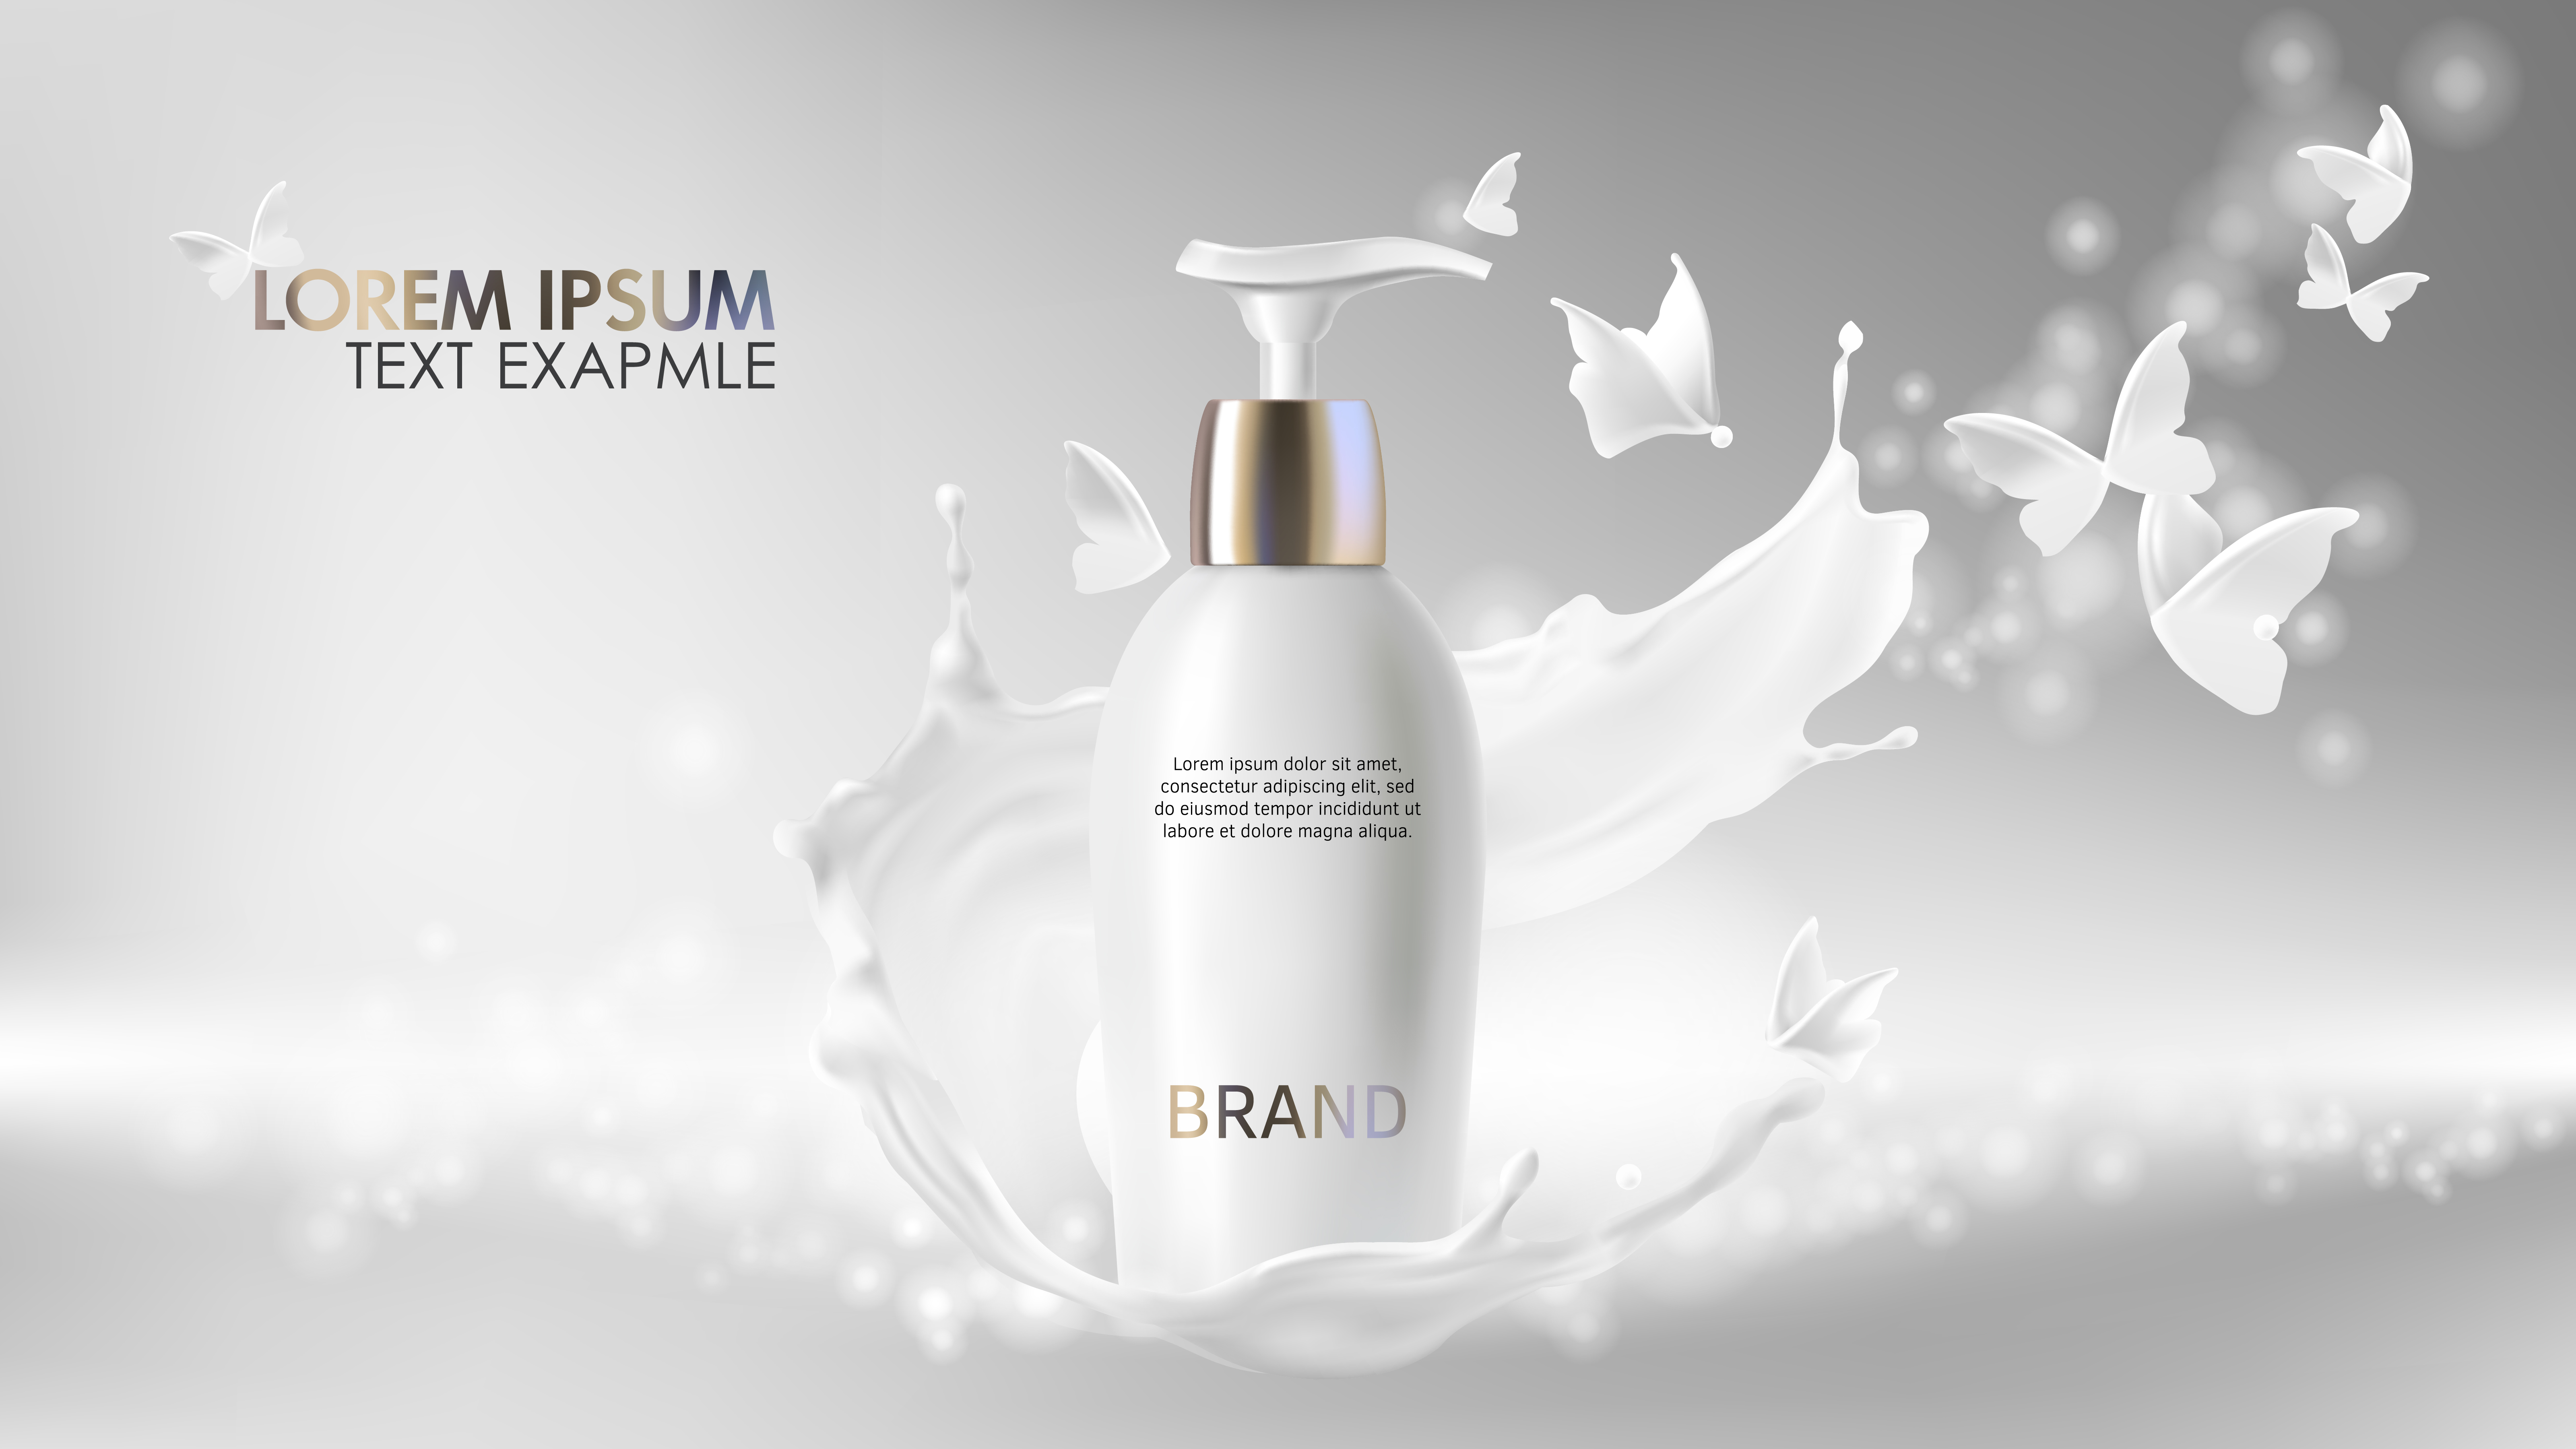 LOREM IPSUM
TEXT EXAPMLE
Lorem ipsum dolor sit amet,
consectetur adipiscing elit, sed
do eiusmod tempor incididunt ut
labore et dolore magna aliqua.
BRAND